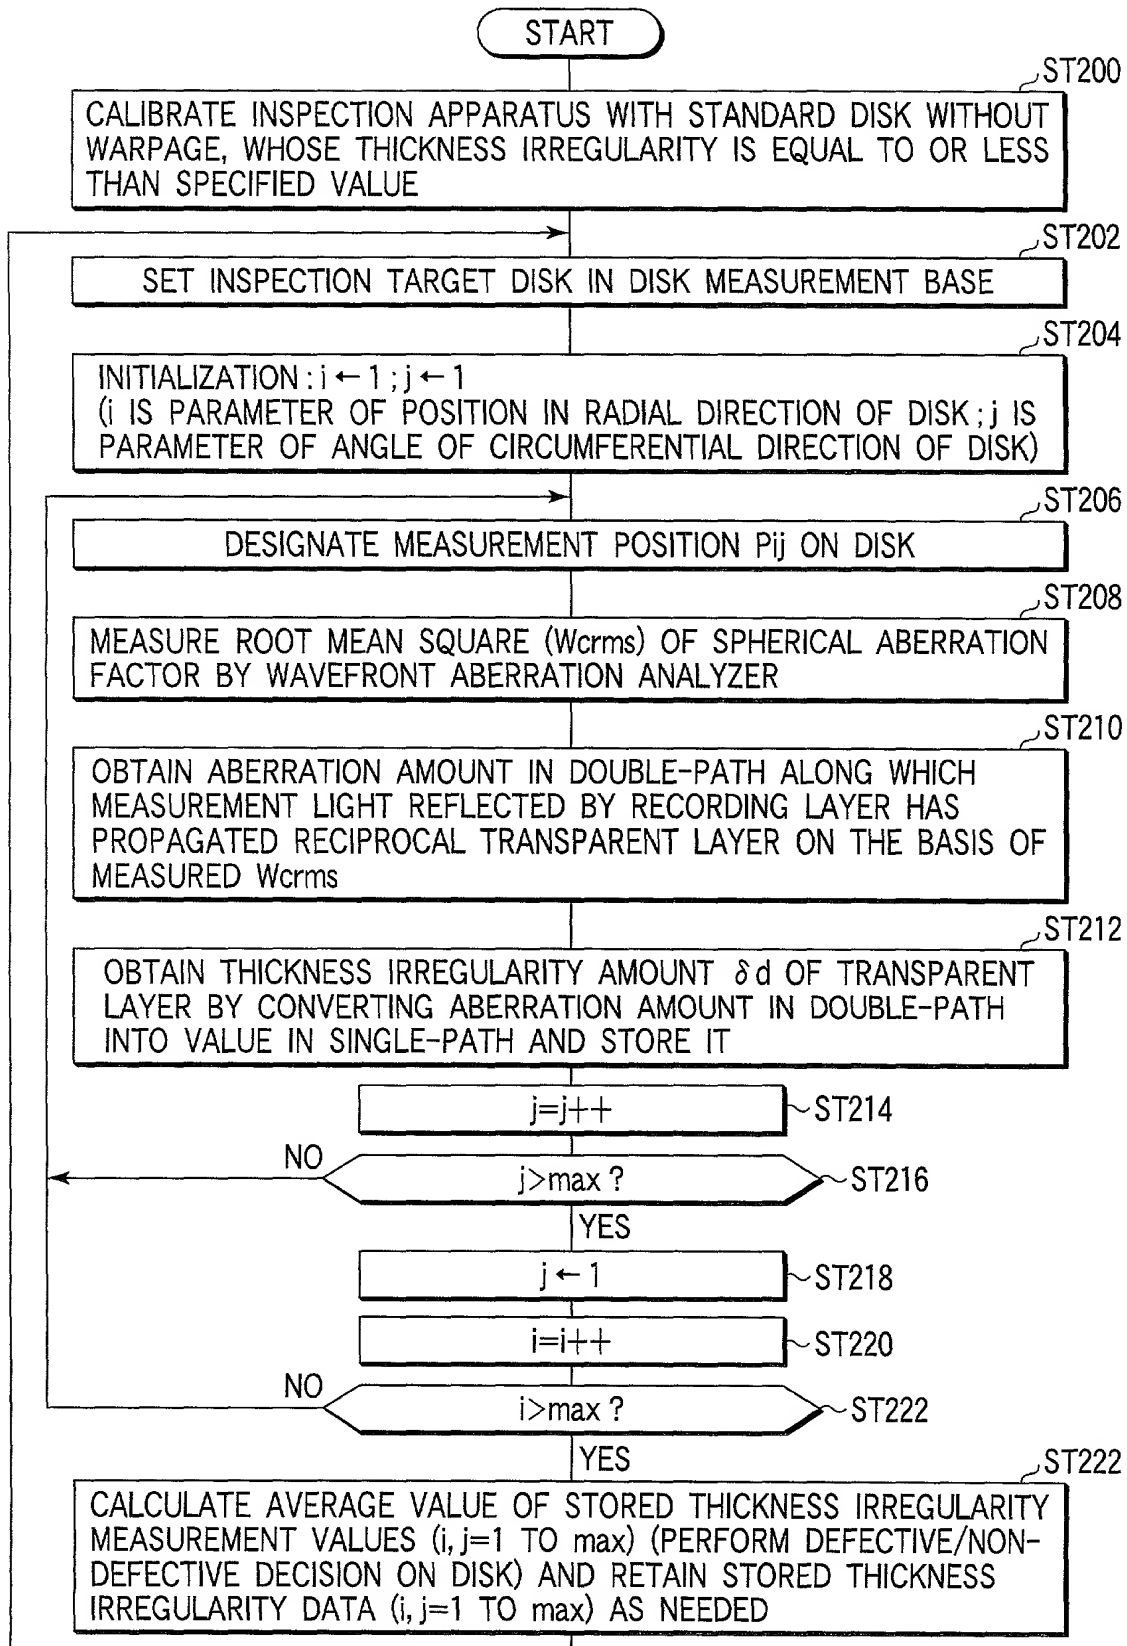 START
ST200
CALIBRATE INSPECTION APPARATUS WITH STANDARD DISK WITHOUT
WARPAGE, WHOSE THICKNESS IRREGULARITY IS EQUAL TO OR LESS
THAN SPECIFIED VALUE
ST202
SET INSPECTION TARGET DISK IN DISK MEASUREMENT BASE
ST204
INITIALIZATION : i ← 1 ; j ← 1
(i IS PARAMETER OF POSITION IN RADIAL DIRECTION OF DISK ; j IS
PARAMETER OF ANGLE OF CIRCUMFERENTIAL DIRECTION OF DISK)
ST206
DESIGNATE MEASUREMENT POSITION Pij ON DISK
ST208
MEASURE ROOT MEAN SQUARE (Wcrms) OF SPHERICAL ABERRATION
FACTOR BY WAVEFRONT ABERRATION ANALYZER
ST210
OBTAIN ABERRATION AMOUNT IN DOUBLE-PATH ALONG WHICH
MEASUREMENT LIGHT REFLECTED BY RECORDING LAYER HAS
PROPAGATED RECIPROCAL TRANSPARENT LAYER ON THE BASIS OF
MEASURED Wcrms
ST212
OBTAIN THICKNESS IRREGULARITY AMOUNT δd OF TRANSPARENT
LAYER BY CONVERTING ABERRATION AMOUNT IN DOUBLE-PATH
INTO VALUE IN SINGLE-PATH AND STORE IT
j=j++ ST214
NO
j>max ? ST216
YES
j ← 1 ST218
i=i++ ST220
NO
i>max ? ST222
YES
ST222
CALCULATE AVERAGE VALUE OF STORED THICKNESS IRREGULARITY
MEASUREMENT VALUES (i, j=1 TO max) (PERFORM DEFECTIVE/NON-
DEFECTIVE DECISION ON DISK) AND RETAIN STORED THICKNESS
IRREGULARITY DATA (i, j=1 TO max) AS NEEDED